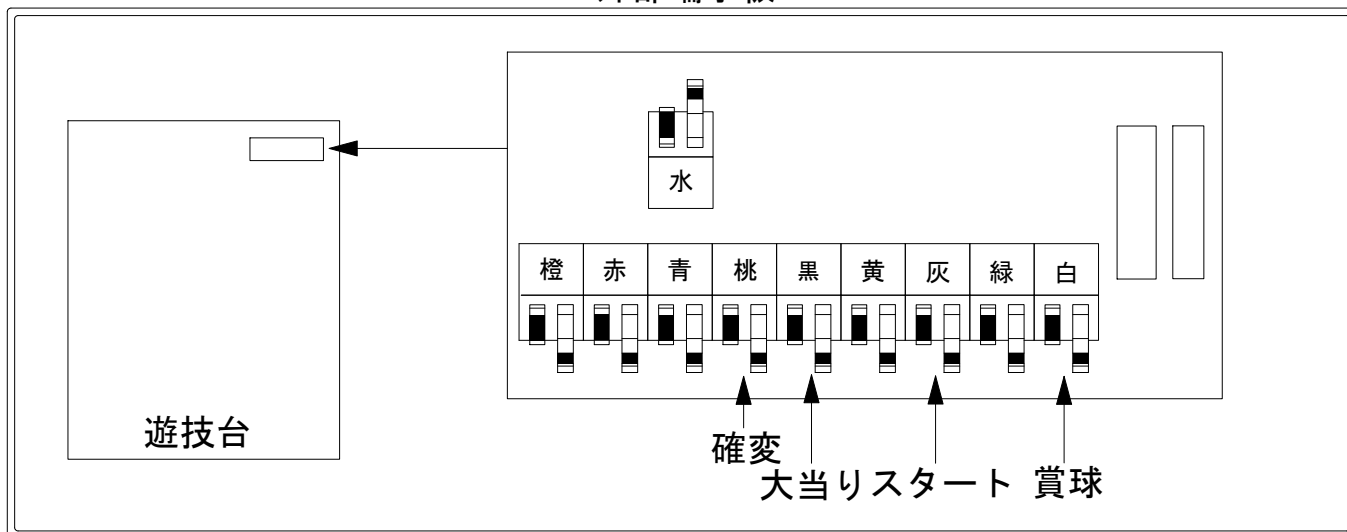 水
橙 赤 青 桃 黒 黄 灰 緑 白
遊技台
確変
大当りスタート 賞球